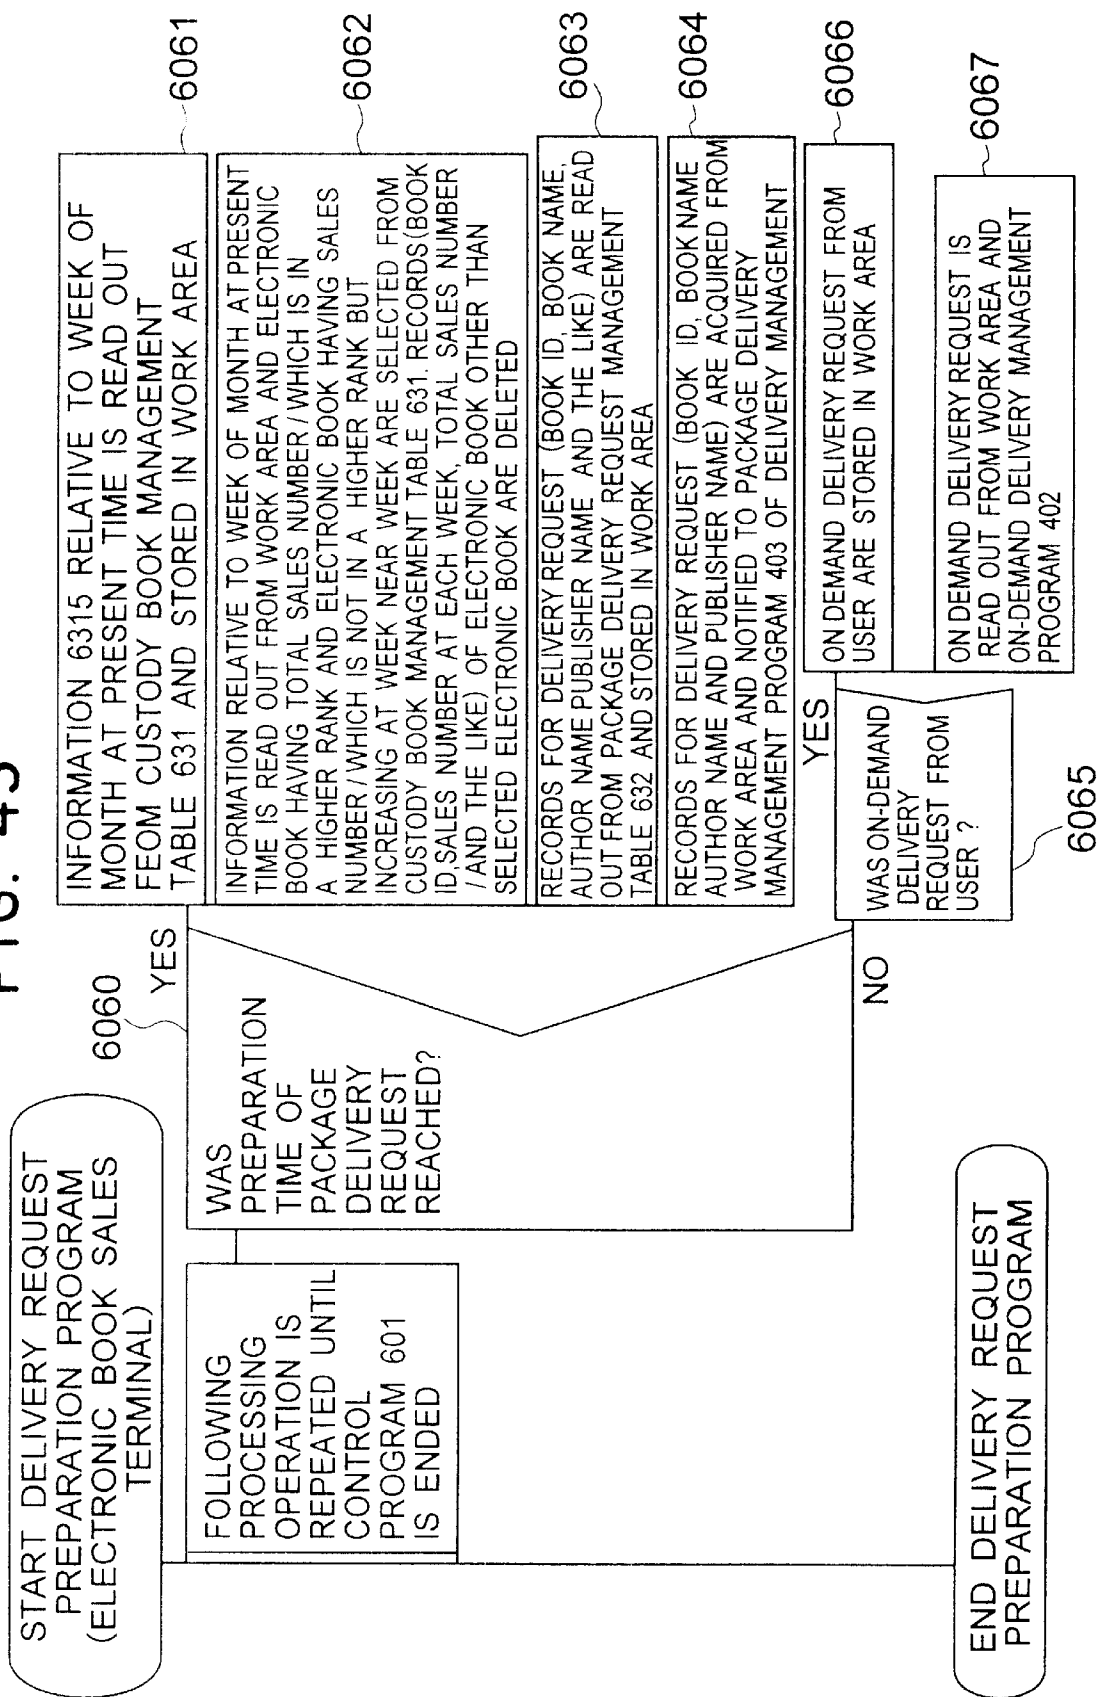 FIG. 43
START DELIVERY REQUEST
PREPARATION PROGRAM
(ELECTRONIC BOOK SALES
TERMINAL)
FOLLOWING
PROCESSING
OPERATION IS
REPEATED UNTIL
CONTROL
PROGRAM 601
IS ENDED
6060
YES
WAS
PREPARATION
TIME OF
PACKAGE
DELIVERY
REQUEST
REACHED?
NO
INFORMATION 6315 RELATIVE TO WEEK OF
MONTH AT PRESENT TIME IS READ OUT
FEOM CUSTODY BOOK MANAGEMENT
TABLE 631 AND STORED IN WORK AREA
6061
INFORMATION RELATIVE TO WEEK OF MONTH AT PRESENT
TIME IS READ OUT FROM WORK AREA AND ELECTRONIC
BOOK HAVING TOTAL SALES NUMBER/WHICH IS IN
A HIGHER RANK AND ELECTRONIC BOOK HAVING SALES
NUMBER/WHICH IS NOT IN A HIGHER RANK BUT
INCREASING AT WEEK NEAR WEEK ARE SELECTED FROM
CUSTODY BOOK MANAGEMENT TABLE 631. RECORDS(BOOK
ID,SALES NUMBER AT EACH WEEK, TOTAL SALES NUMBER
/AND THE LIKE) OF ELECTRONIC BOOK OTHER THAN
SELECTED ELECTRONIC BOOK ARE DELETED
6062
RECORDS FOR DELIVERY REQUEST (BOOK ID, BOOK NAME,
AUTHOR NAME PUBLISHER NAME AND THE LIKE) ARE READ
OUT FROM PACKAGE DELIVERY REQUEST MANAGEMENT
TABLE 632 AND STORED IN WORK AREA
6063
RECORDS FOR DELIVERY REQUEST (BOOK ID, BOOK NAME
AUTHOR NAME AND PUBLISHER NAME) ARE ACQUIRED FROM
WORK AREA AND NOTIFIED TO PACKAGE DELIVERY
MANAGEMENT PROGRAM 403 OF DELIVERY MANAGEMENT
6064
YES
WAS ON-DEMAND
DELIVERY
REQUEST FROM
USER ?
6065
ON DEMAND DELIVERY REQUEST FROM
USER ARE STORED IN WORK AREA
6066
ON DEMAND DELIVERY REQUEST IS
READ OUT FROM WORK AREA AND
ON-DEMAND DELIVERY MANAGEMENT
PROGRAM 402
6067
END DELIVERY REQUEST
PREPARATION PROGRAM